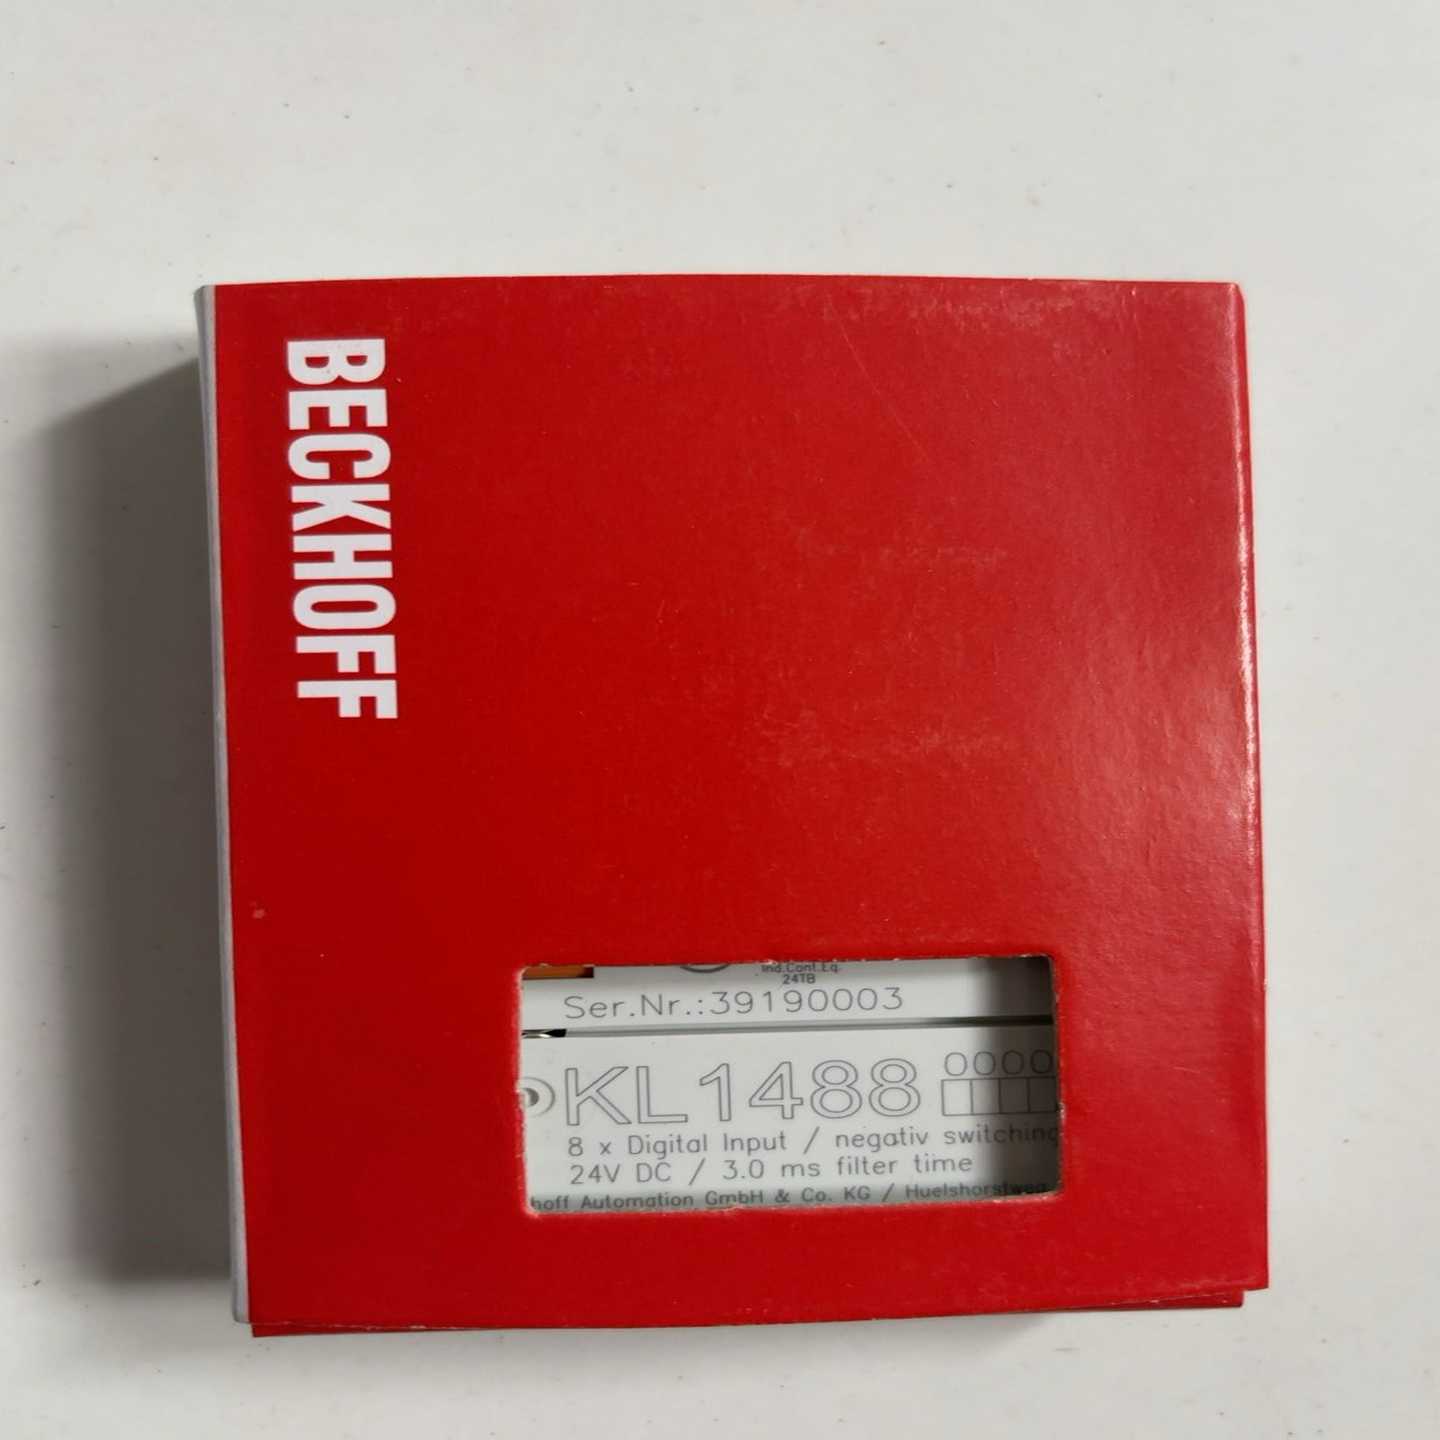 BECKHOFF
Ind.Cont.Eq.
24TB
Ser.Nr.:39190003
KL1488
0000
8 x Digital Input / negativ switching
24V DC / 3.0 ms filter time
hoff Automation GmbH & Co. KG / Huelshorstweg